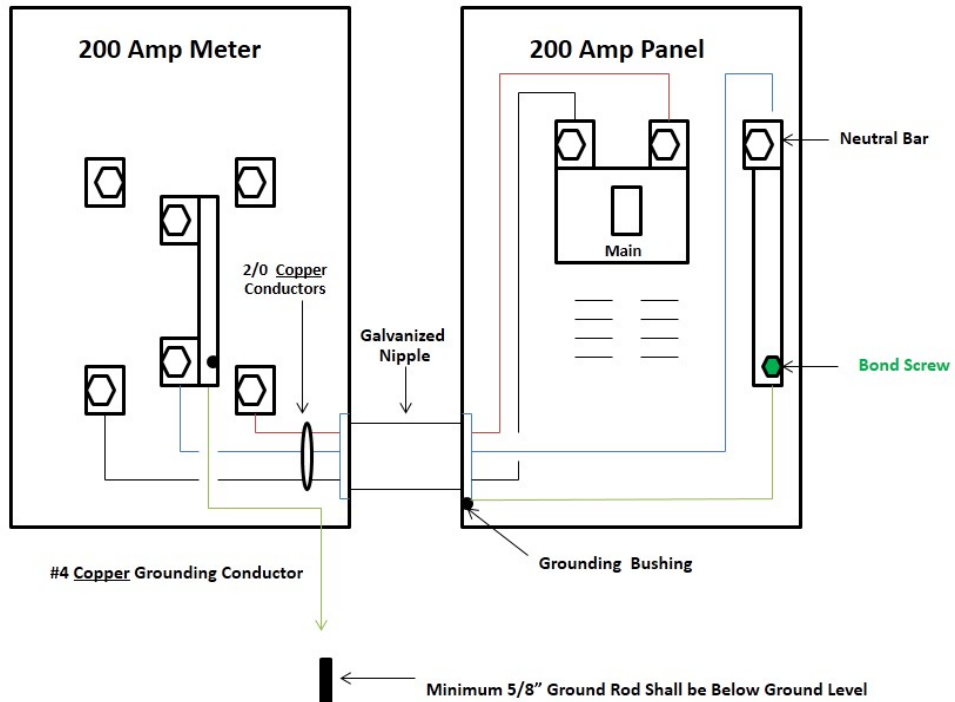 200 Amp Meter
200 Amp Panel
Neutral Bar
Main
2/0 Copper
Conductors
Galvanized
Nipple
Bond Screw
Grounding Bushing
#4 Copper Grounding Conductor
Minimum 5/8” Ground Rod Shall be Below Ground Level